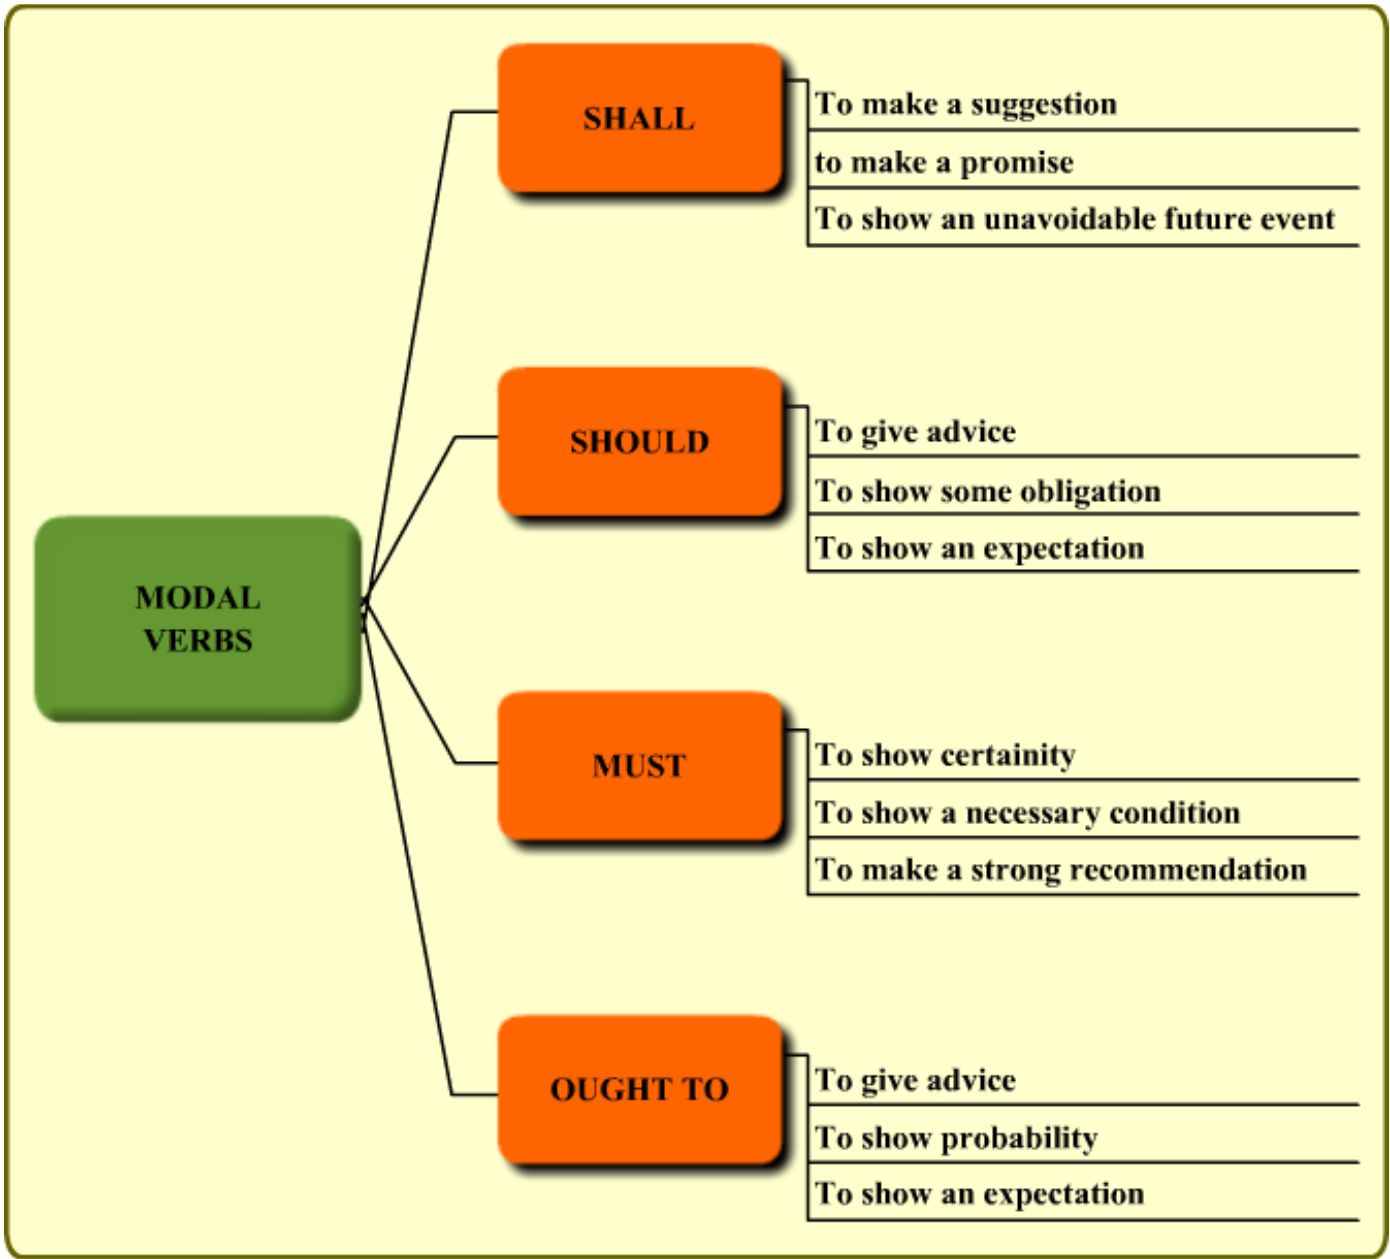 MODAL
VERBS
SHALL
To make a suggestion
to make a promise
To show an unavoidable future event
SHOULD
To give advice
To show some obligation
To show an expectation
MUST
To show certainity
To show a necessary condition
To make a strong recommendation
OUGHT TO
To give advice
To show probability
To show an expectation